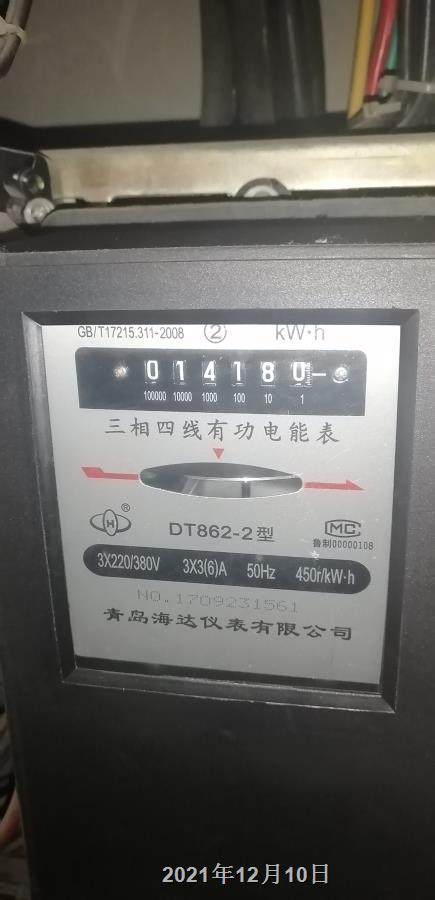 GB/T17215.311-2008 ② kW·h
014180
100000 10000 1000 100 10 1
三相四线有功电能表
H ®
DT862-2型
MC
鲁制00000108
3X220/380V 3X3(6)A 50Hz 450r/kW·h
NO.1709231561
青岛海达仪表有限公司
2021年12月10日